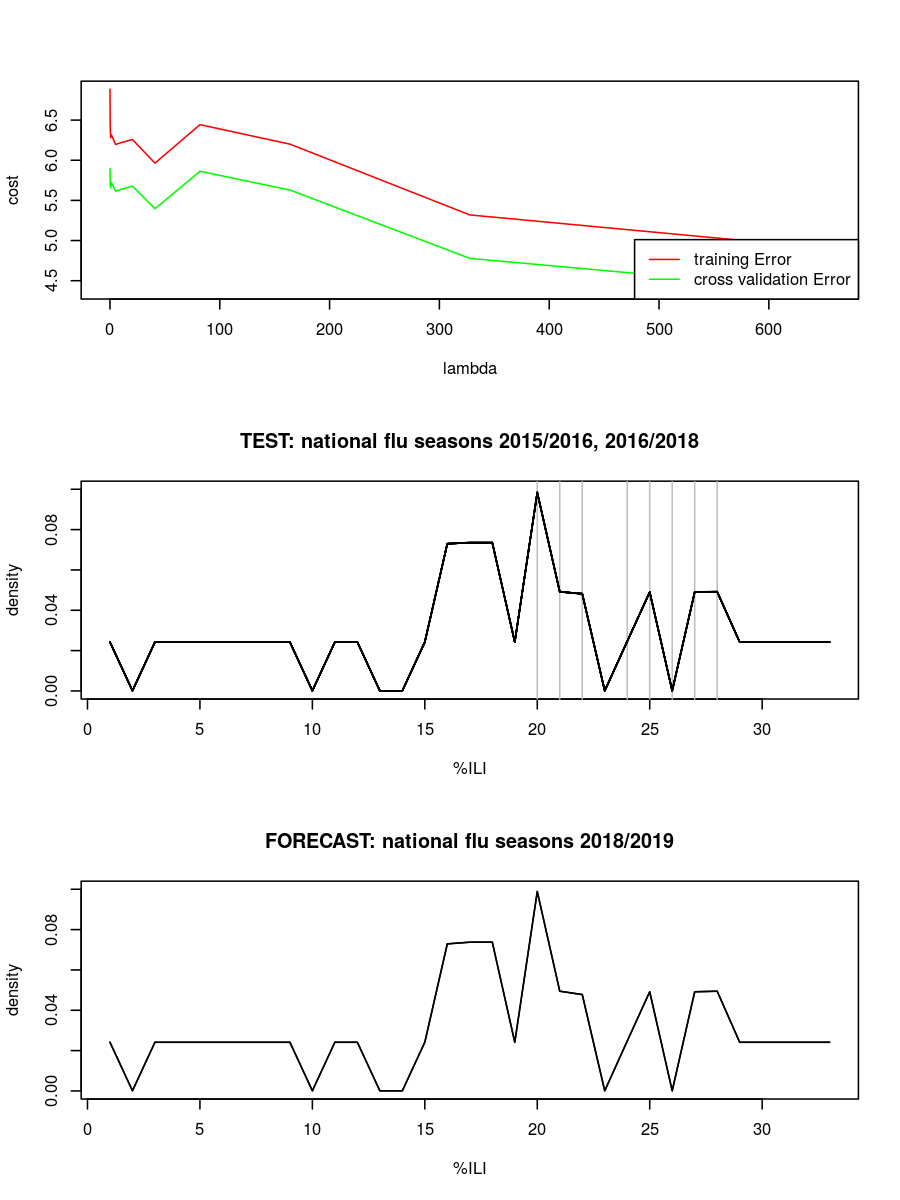 cost
4.5 5.0 5.5 6.0 6.5
training Error
cross validation Error
0 100 200 300 400 500 600
lambda
TEST: national flu seasons 2015/2016, 2016/2018
density
0.00 0.04 0.08
0 5 10 15 20 25 30
%ILI
FORECAST: national flu seasons 2018/2019
density
0.00 0.04 0.08
0 5 10 15 20 25 30
%ILI